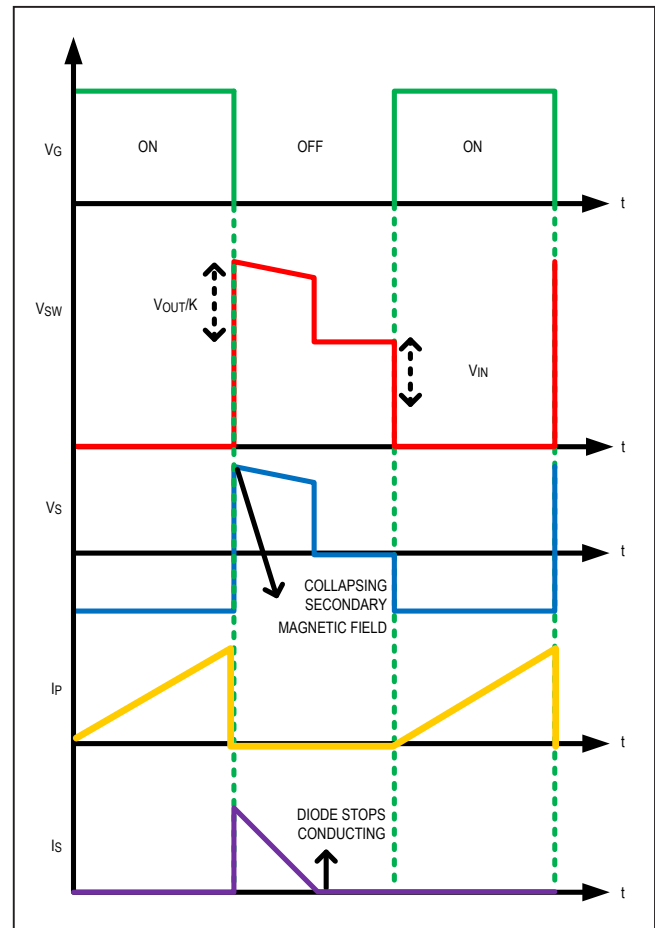 VG
ON
OFF
ON
t
VSW
VOUT/K
VIN
t
VS
t
COLLAPSING
SECONDARY
MAGNETIC FIELD
IP
t
DIODE STOPS
CONDUCTING
IS
t